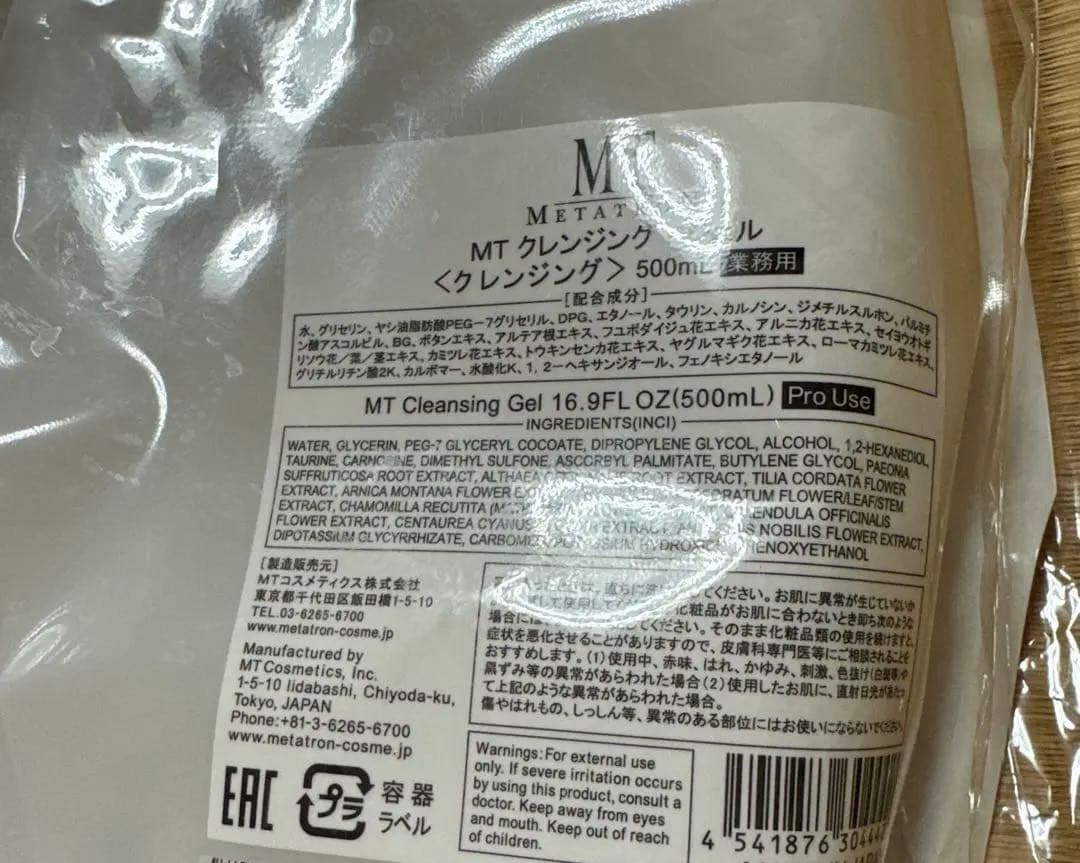 MT
METAT
MT クレンジング ル
〈クレンジング〉 500mL 業務用
[配合成分]
水、グリセリン、ヤシ油脂肪酸PEG-7グリセリル、DPG、エタノール、タウリン、カルノシン、ジメチルスルホン、パルミチ
ン酸アスコルビル、BG、ボタンエキス、アルテア根エキス、フユボダイジュ花エキス、アルニカ花エキス、セイヨウオトギ
リソウ花/葉/茎エキス、カミツレ花エキス、トウキンセンカ花エキス、ヤグルマギク花エキス、ローマカミツレ花エキス、
グリチルリチン酸2K、カルボマー、水酸化K、1,2-ヘキサンジオール、フェノキシエタノール
MT Cleansing Gel 16.9FL OZ(500mL) Pro Use
INGREDIENTS(INCI)
WATER, GLYCERIN, PEG-7 GLYCERYL COCOATE, DIPROPYLENE GLYCOL, ALCOHOL, 1,2-HEXANEDIOL,
TAURINE, CARNOSINE, DIMETHYL SULFONE, ASCORBYL PALMITATE, BUTYLENE GLYCOL, PAEONIA
SUFFRUTICOSA ROOT EXTRACT, ALTHAEA ROOT EXTRACT, TILIA CORDATA FLOWER
EXTRACT, ARNICA MONTANA FLOWER FLOWER/LEAF/STEM
EXTRACT, CHAMOMILLA RECUTITA OFFICINALIS
FLOWER EXTRACT, CENTAUREA CYANUS EXTRACT, NOBILIS FLOWER EXTRACT,
DIPOTASSIUM GLYCYRRHIZATE, CARBOMER, POTASSIUM HYDROXIDE, PHENOXYETHANOL
[製造販売元]
MTコスメティクス株式会社
東京都千代田区飯田橋1-5-10
TEL.03-6265-6700
www.metatron-cosme.jp
Manufactured by
MT Cosmetics, Inc.
1-5-10 Iidabashi, Chiyoda-ku,
Tokyo, JAPAN
Phone:+81-3-6265-6700
www.metatron-cosme.jp
EAC
プラ
容器
ラベル
直ちに ください。お肌に異常が生じていないか
して使用して 化粧品がお肌に合わないとき即ち次のような
場合には ください。そのまま化粧品類の使用を続けますと、
症状を悪化させることがありますので、皮膚科専門医等にご相談されることを
おすすめします。(1)使用中、赤味、はれ、かゆみ、刺激、色抜け(白斑等)や
黒ずみ等の異常があらわれた場合(2)使用したお肌に、直射日光があたっ
て上記のような異常があらわれた場合。
傷やはれもの、しっしん等、異常のある部位にはお使いにならないでください。
Warnings:For external use
only. If severe irritation occurs
by using this product, consult a
doctor. Keep away from eyes
and mouth. Keep out of reach
of children.
4 541876 3044